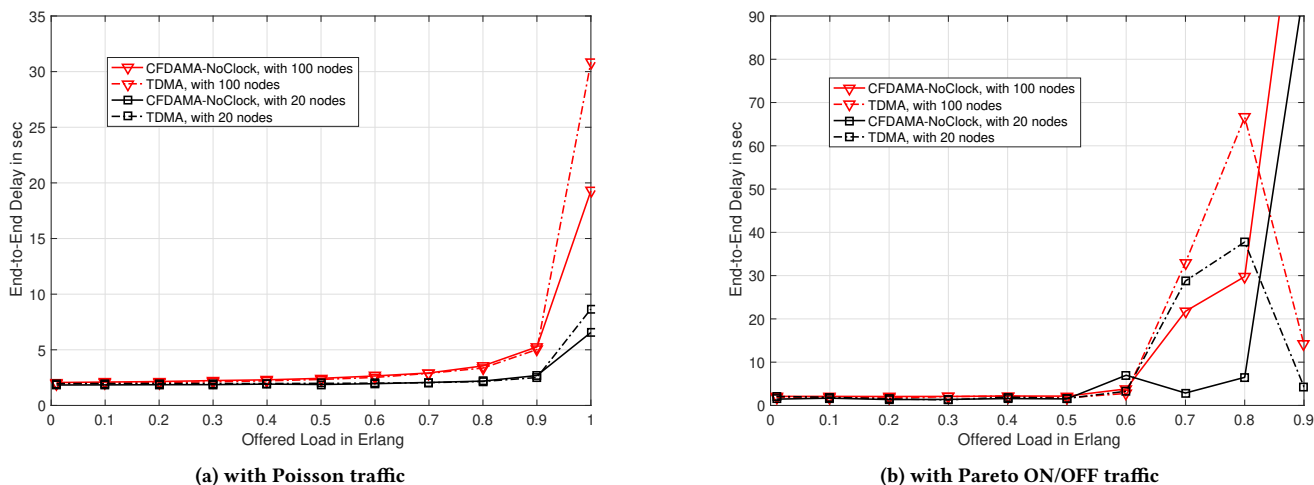 35
30
25
20
15
10
5
0
End-to-End Delay in sec
CFDAMA-NoClock, with 100 nodes
TDMA, with 100 nodes
CFDAMA-NoClock, with 20 nodes
TDMA, with 20 nodes
0 0.1 0.2 0.3 0.4 0.5 0.6 0.7 0.8 0.9 1
Offered Load in Erlang
(a) with Poisson traffic
90
80
70
60
50
40
30
20
10
0
End-to-End Delay in sec
CFDAMA-NoClock, with 100 nodes
TDMA, with 100 nodes
CFDAMA-NoClock, with 20 nodes
TDMA, with 20 nodes
0 0.1 0.2 0.3 0.4 0.5 0.6 0.7 0.8 0.9
Offered Load in Erlang
(b) with Pareto ON/OFF traffic